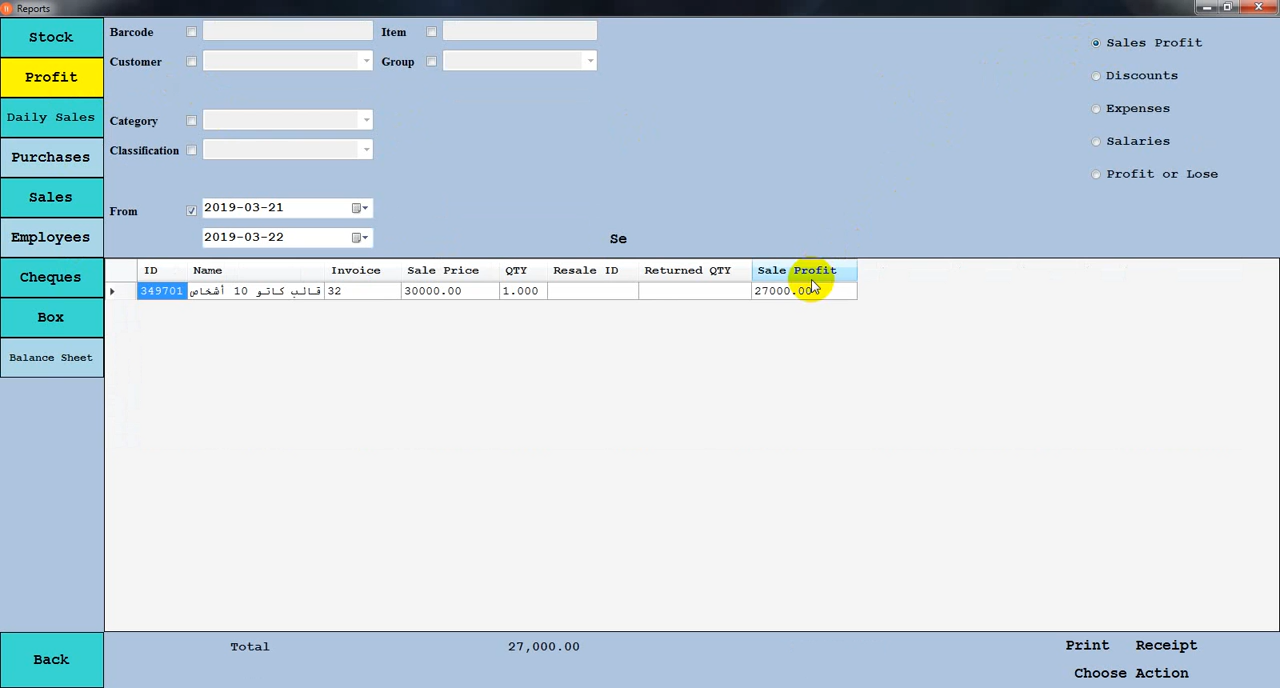 Reports
Stock
Profit
Daily Sales
Purchases
Sales
Employees
Cheques
Box
Balance Sheet
Back
Barcode Item
Customer Group
Category
Classification
From 2019-03-21
2019-03-22
Se
Sales Profit
Discounts
Expenses
Salaries
Profit or Lose
ID Name Invoice Sale Price QTY Resale ID Returned QTY Sale Profit
349701 قالب كاتو 10 أشخاص 32 30000.00 1.000 27000.00
Total 27,000.00
Print Receipt
Choose Action